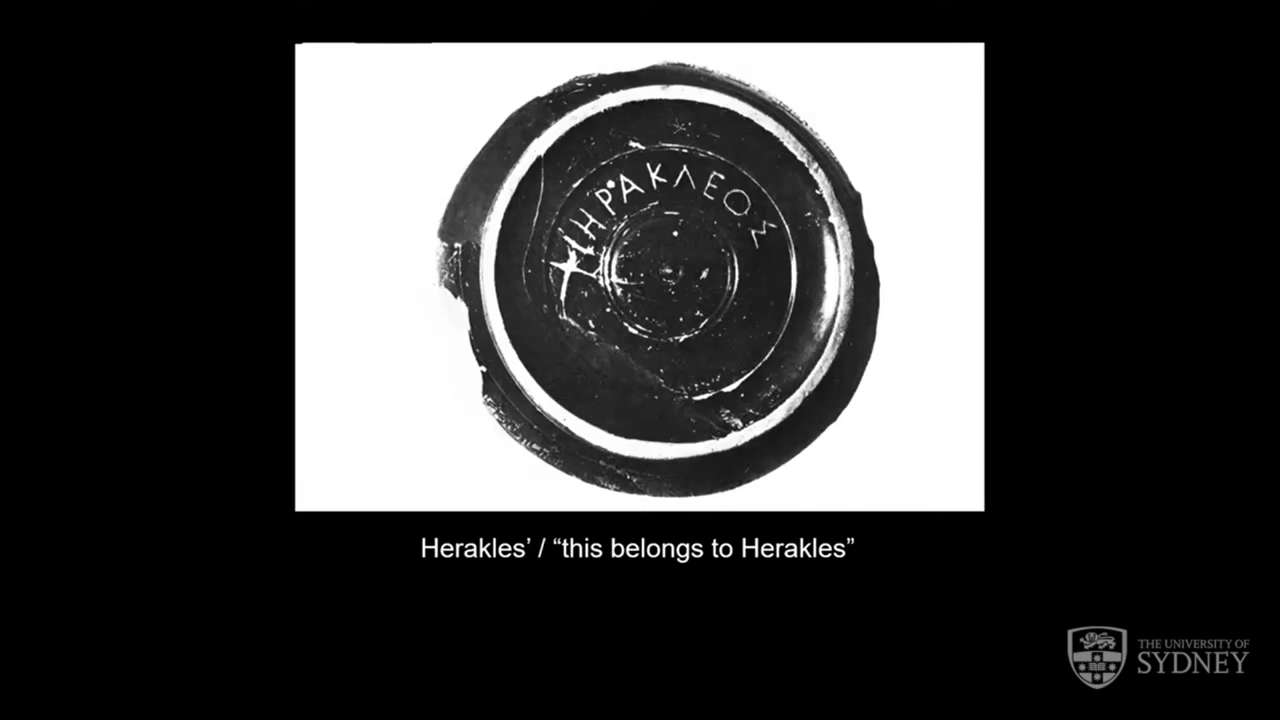 ΗΡΑΚΛΕΟΣ
Herakles’ / “this belongs to Herakles”
THE UNIVERSITY OF
SYDNEY